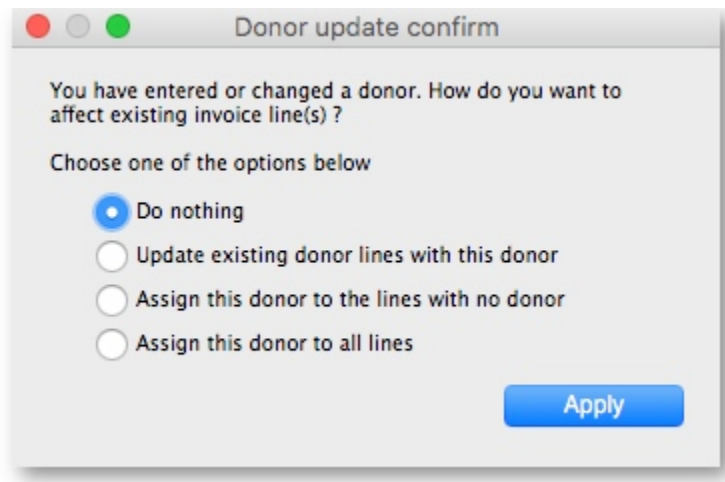 Donor update confirm
You have entered or changed a donor. How do you want to
affect existing invoice line(s) ?
Choose one of the options below
Do nothing
Update existing donor lines with this donor
Assign this donor to the lines with no donor
Assign this donor to all lines
Apply